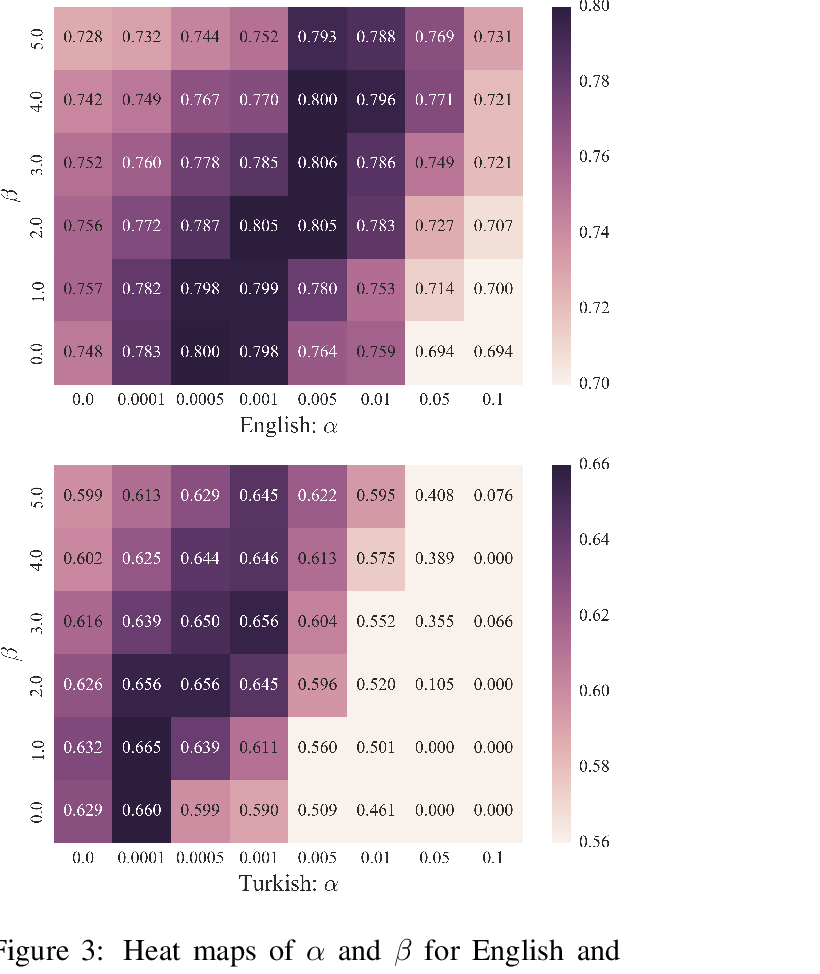 0.80
5.0 0.728 0.732 0.744 0.752 0.793 0.788 0.769 0.731
0.78
4.0 0.742 0.749 0.767 0.770 0.800 0.796 0.771 0.721
0.76
3.0 0.752 0.760 0.778 0.785 0.806 0.786 0.749 0.721
β
2.0 0.756 0.772 0.787 0.805 0.805 0.783 0.727 0.707
0.74
1.0 0.757 0.782 0.798 0.799 0.780 0.753 0.714 0.700
0.72
0.0 0.748 0.783 0.800 0.798 0.764 0.759 0.694 0.694
0.70
0.0 0.0001 0.0005 0.001 0.005 0.01 0.05 0.1
English: α
0.66
5.0 0.599 0.613 0.629 0.645 0.622 0.595 0.408 0.076
0.64
4.0 0.602 0.625 0.644 0.646 0.613 0.575 0.389 0.000
0.62
3.0 0.616 0.639 0.650 0.656 0.604 0.552 0.355 0.066
β
2.0 0.626 0.656 0.656 0.645 0.596 0.520 0.105 0.000
0.60
1.0 0.632 0.665 0.639 0.611 0.560 0.501 0.000 0.000
0.58
0.0 0.629 0.660 0.599 0.590 0.509 0.461 0.000 0.000
0.56
0.0 0.0001 0.0005 0.001 0.005 0.01 0.05 0.1
Turkish: α
Figure 3: Heat maps of α and β for English and